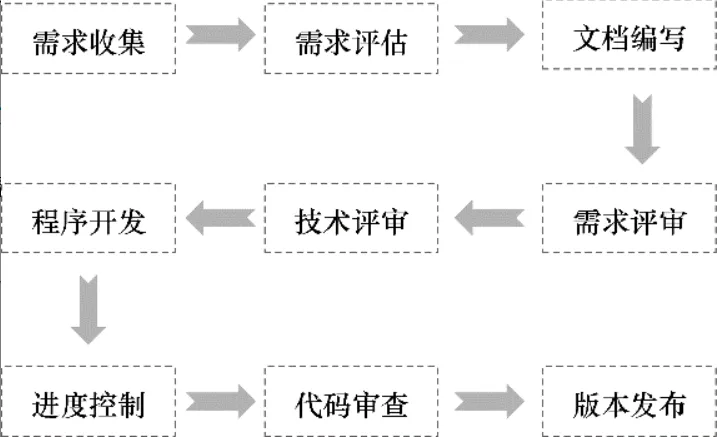 需求收集
需求评估
文档编写
需求评审
技术评审
程序开发
进度控制
代码审查
版本发布